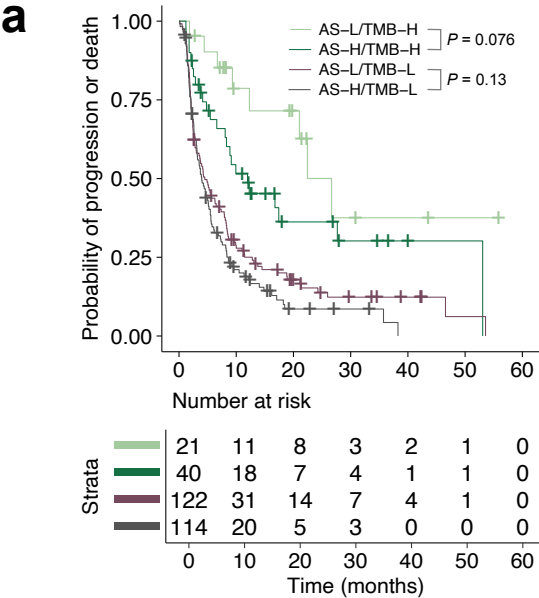 a
Probability of progression or death
1.00
0.75
0.50
0.25
0.00
AS–L/TMB–H
AS–H/TMB–H
P = 0.076
AS–L/TMB–L
AS–H/TMB–L
P = 0.13
0 10 20 30 40 50 60
Number at risk
Strata
21 11 8 3 2 1 0
40 18 7 4 1 1 0
122 31 14 7 4 1 0
114 20 5 3 0 0 0
0 10 20 30 40 50 60
Time (months)